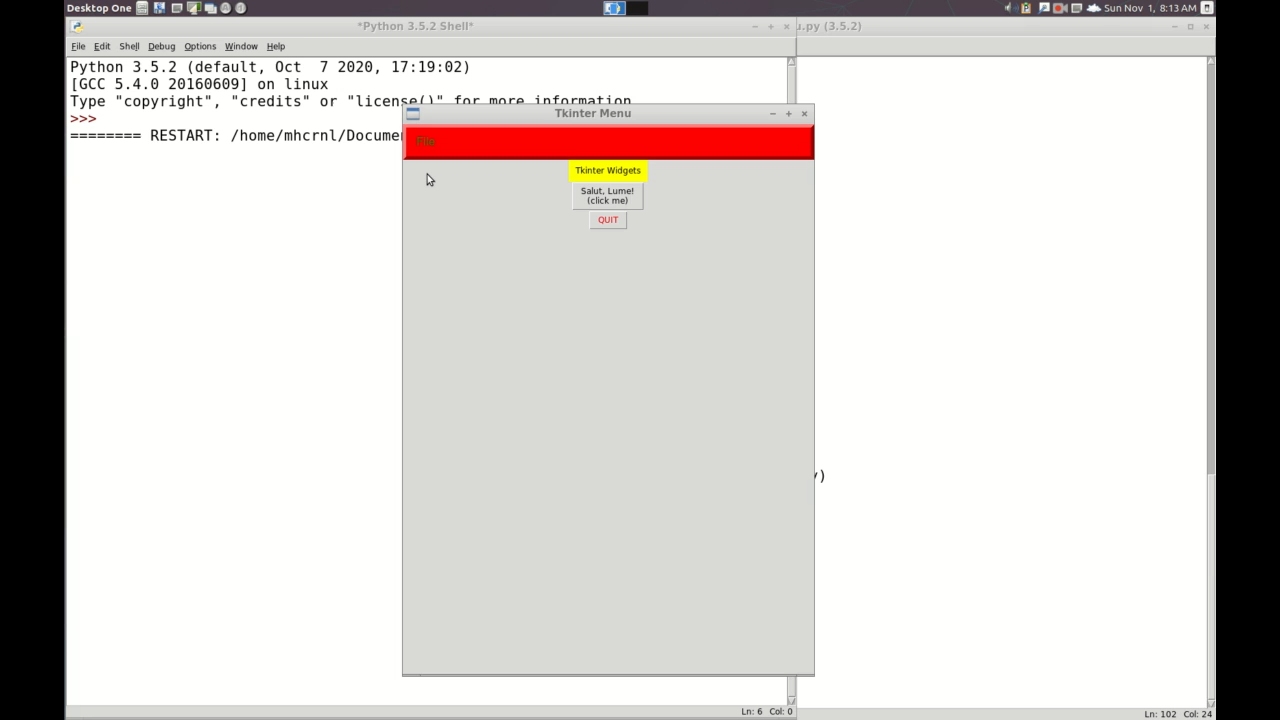 Desktop One
Sun Nov 1, 8:13 AM
*Python 3.5.2 Shell*
u.py (3.5.2)
File Edit Shell Debug Options Window Help
Python 3.5.2 (default, Oct 7 2020, 17:19:02)
[GCC 5.4.0 20160609] on linux
Type "copyright", "credits" or "license()" for more information
>>>
======== RESTART: /home/mhcrnl/Docume
Tkinter Menu
File
Tkinter Widgets
Salut, Lume!
(click me)
QUIT
)
Ln: 6 Col: 0
Ln: 102 Col: 24